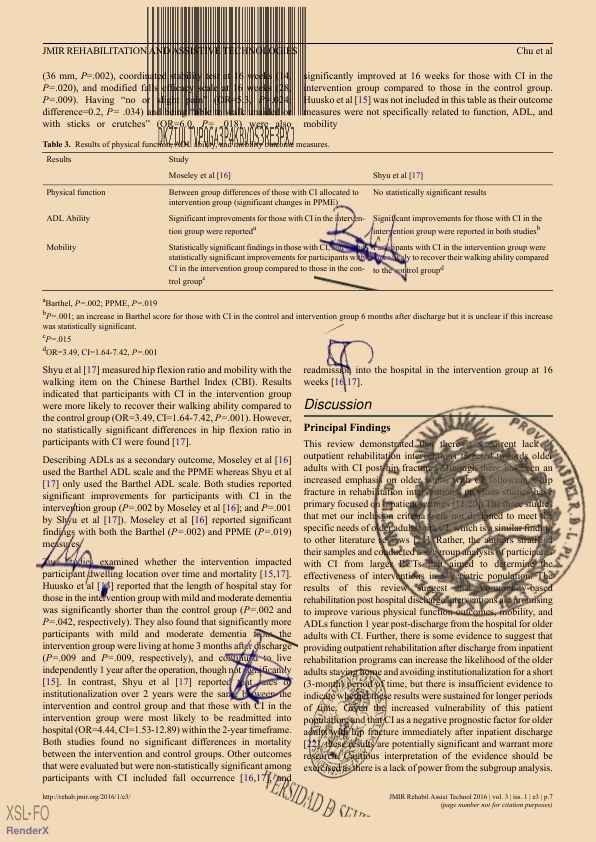 JMIR REHABILITATION AND ASSISTIVE TECHNOLOGIES
Chu et al
(36 mm, P=.002), coordinated stability test at 16 weeks (14,
P=.020), and modified falls efficacy scale at 16 weeks (28,
P=.009). Having “no or slight pain” (OR=5.3, P=.024;
difference=0.2, P= .034) and being able to walk unaided or
with sticks or crutches” (OR=6.0, P= .018) were also
significantly improved at 16 weeks for those with CI in the
intervention group compared to those in the control group.
Huusko et al [15] was not included in this table as their outcome
measures were not specifically related to function, ADL, and
mobility
Table 3. Results of physical function, ADL ability, and mobility outcome measures.
Results Study
Moseley et al [16] Shyu et al [17]
Physical function Between group differences of those with CI allocated to No statistically significant results
intervention group (significant changes in PPME)
ADL Ability Significant improvements for those with CI in the interven- Significant improvements for those with CI in the
tion group were reportedᵃ intervention group were reported in both studiesᵇ
Mobility Statistically significant findings in those with CI, participants with CI in the intervention group were
statistically significant improvements for participants with likely to recover their walking ability compared
CI in the intervention group compared to those in the con- to the control groupᵈ
trol groupᶜ
ᵃBarthel, P=.002; PPME, P=.019
ᵇP=.001; an increase in Barthel score for those with CI in the control and intervention group 6 months after discharge but it is unclear if this increase
was statistically significant.
ᶜP=.015
ᵈOR=3.49, CI=1.64-7.42, P=.001
Shyu et al [17] measured hip flexion ratio and mobility with the
walking item on the Chinese Barthel Index (CBI). Results
indicated that participants with CI in the intervention group
were more likely to recover their walking ability compared to
the control group (OR=3.49, CI=1.64-7.42, P=.001). However,
no statistically significant differences in hip flexion ratio in
participants with CI were found [17].
Describing ADLs as a secondary outcome, Moseley et al [16]
used the Barthel ADL scale and the PPME whereas Shyu et al
[17] only used the Barthel ADL scale. Both studies reported
significant improvements for participants with CI in the
intervention group (P=.002 by Moseley et al [16]; and P=.001
by Shyu et al [17]). Moseley et al [16] reported significant
findings with both the Barthel (P=.002) and PPME (P=.019)
measures.
Two studies examined whether the intervention impacted
participant dwelling location over time and mortality [15,17].
Huusko et al [15] reported that the length of hospital stay for
those in the intervention group with mild and moderate dementia
was significantly shorter than the control group (P=.002 and
P=.042, respectively). They also found that significantly more
participants with mild and moderate dementia from the
intervention group were living at home 3 months after discharge
(P=.009 and P=.009, respectively), and continued to live
independently 1 year after the operation, though not significantly
[15]. In contrast, Shyu et al [17] reported that rates of
institutionalization over 2 years were the same between the
intervention and control group and that those with CI in the
intervention group were most likely to be readmitted into
hospital (OR=4.44, CI=1.53-12.89) within the 2-year timeframe.
Both studies found no significant differences in mortality
between the intervention and control groups. Other outcomes
that were evaluated but were non-statistically significant among
participants with CI included fall occurrence [16,17] and
readmission into the hospital in the intervention group at 16
weeks [16,17].
Discussion
Principal Findings
This review demonstrated that there is a current lack of
outpatient rehabilitation interventions targeted towards older
adults with CI post-hip fracture. Although there has been an
increased emphasis on older adults with CI following a hip
fracture in rehabilitation interventions, previous studies have
primary focused on inpatient settings [11,20]. The three studies
that met our inclusion criteria were not designed to meet the
specific needs of older adults with CI, which is a similar finding
to other literature reviews [21]. Rather, the authors stratified
their samples and conducted a subgroup analysis of participants
with CI from larger RCTs that aimed to determine the
effectiveness of interventions in a geriatric population. The
results of this review suggest that community-based
rehabilitation post hospital discharge interventions are promising
to improve various physical function outcomes, mobility, and
ADLs function 1 year post-discharge from the hospital for older
adults with CI. Further, there is some evidence to suggest that
providing outpatient rehabilitation after discharge from inpatient
rehabilitation programs can increase the likelihood of the older
adults staying home and avoiding institutionalization for a short
(3-month) period of time, but there is insufficient evidence to
indicate whether these results were sustained for longer periods
of time. Given the increased vulnerability of this patient
population and that CI as a negative prognostic factor for older
adults with hip fracture immediately after inpatient discharge
[22], these results are potentially significant and warrant more
research. Cautious interpretation of the evidence should be
exercised as there is a lack of power from the subgroup analysis.
http://rehab.jmir.org/2016/1/e3/
JMIR Rehabil Assist Technol 2016 | vol. 3 | iss. 1 | e3 | p.7
(page number not for citation purposes)
XSL•FO
RenderX